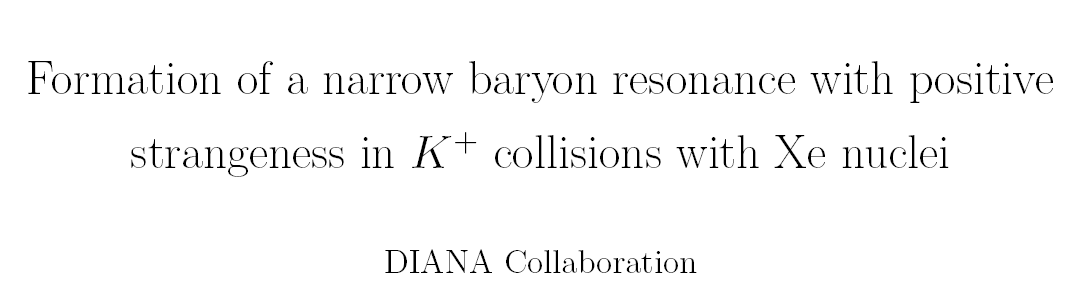 Formation of a narrow baryon resonance with positive
strangeness in K⁺ collisions with Xe nuclei
DIANA Collaboration